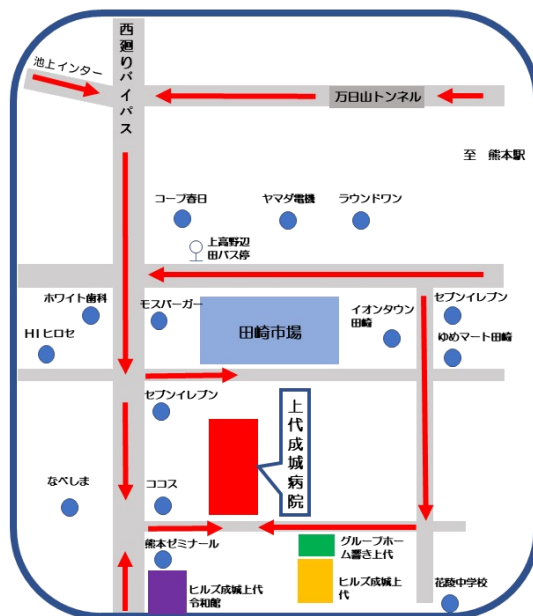 西廻りバイパス
池上インター
万日山トンネル
至 熊本駅
コープ春日
ヤマダ電機
ラウンドワン
上高野辺
田バス停
ホワイト歯科
モスバーガー
田崎市場
イオンタウン
田崎
セブンイレブン
HIヒロセ
ゆめマート田崎
セブンイレブン
上代成城病院
なべしま
ココス
熊本ゼミナール
グループホー
ム響き上代
ヒルズ成城上代
令和館
ヒルズ成城上
代
花陵中学校